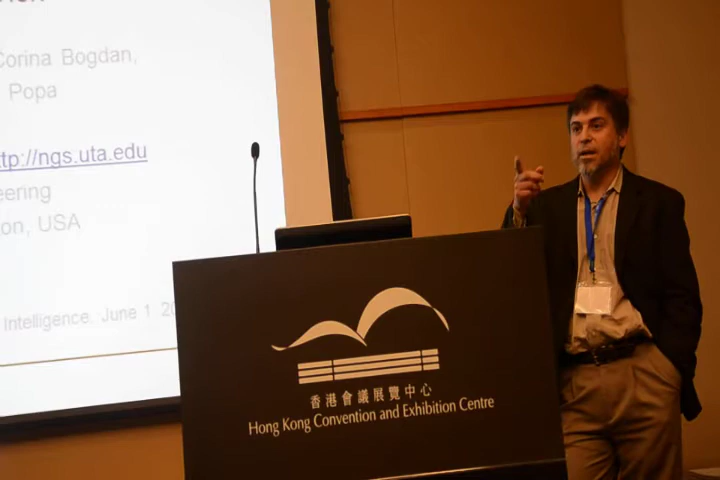 Corina Bogdan,
Popa
ttp://ngs.uta.edu
eering
on, USA
Intelligence, June 1
香港會議展覽中心
Hong Kong Convention and Exhibition Centre